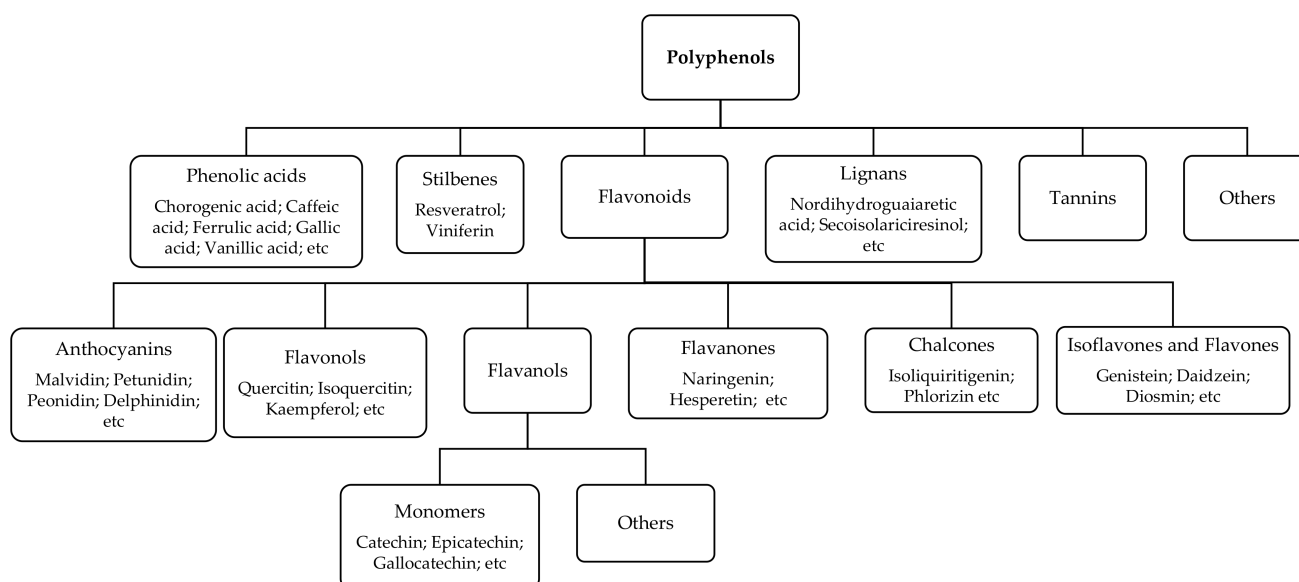 Polyphenols
Phenolic acids
Chorogenic acid; Caffeic
acid; Ferrulic acid; Gallic
acid; Vanillic acid; etc
Stilbenes
Resveratrol;
Viniferin
Flavonoids
Lignans
Nordihydroguaiaretic
acid; Secoisolariciresinol;
etc
Tannins
Others
Anthocyanins
Malvidin; Petunidin;
Peonidin; Delphinidin;
etc
Flavonols
Quercitin; Isoquercitin;
Kaempferol; etc
Flavanols
Flavanones
Naringenin;
Hesperetin;  etc
Chalcones
Isoliquiritigenin;
Phlorizin etc
Isoflavones and Flavones
Genistein; Daidzein;
Diosmin; etc
Monomers
Catechin; Epicatechin;
Gallocatechin; etc
Others